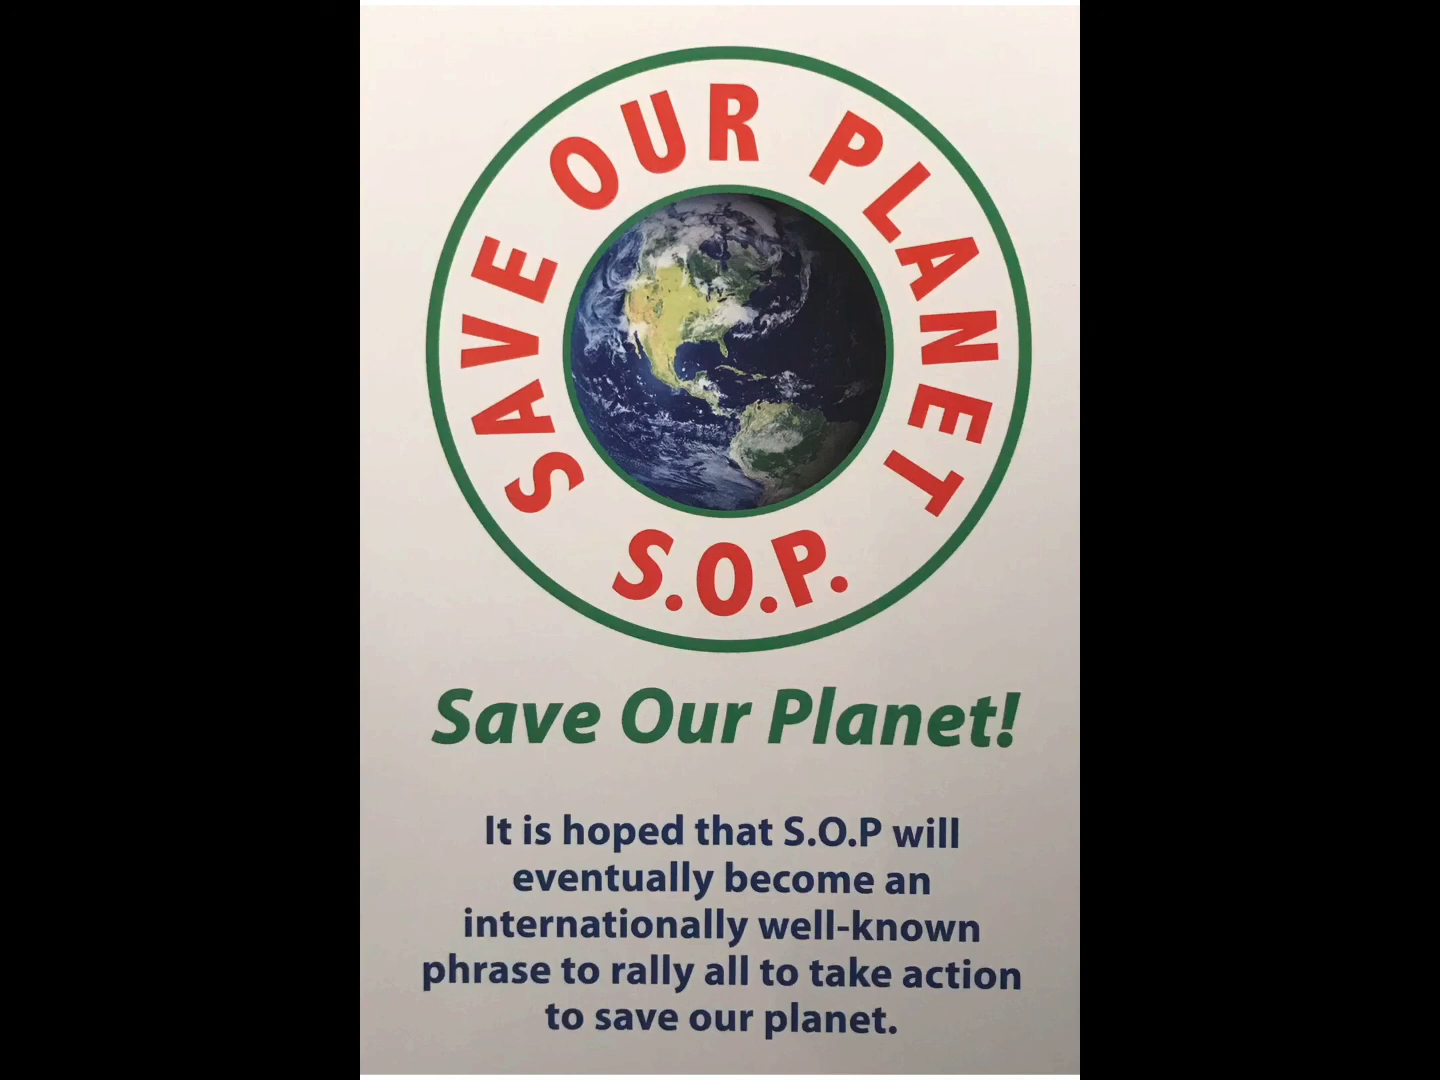 SAVE OUR PLANET
S.O.P.
Save Our Planet!
It is hoped that S.O.P will
eventually become an
internationally well-known
phrase to rally all to take action
to save our planet.